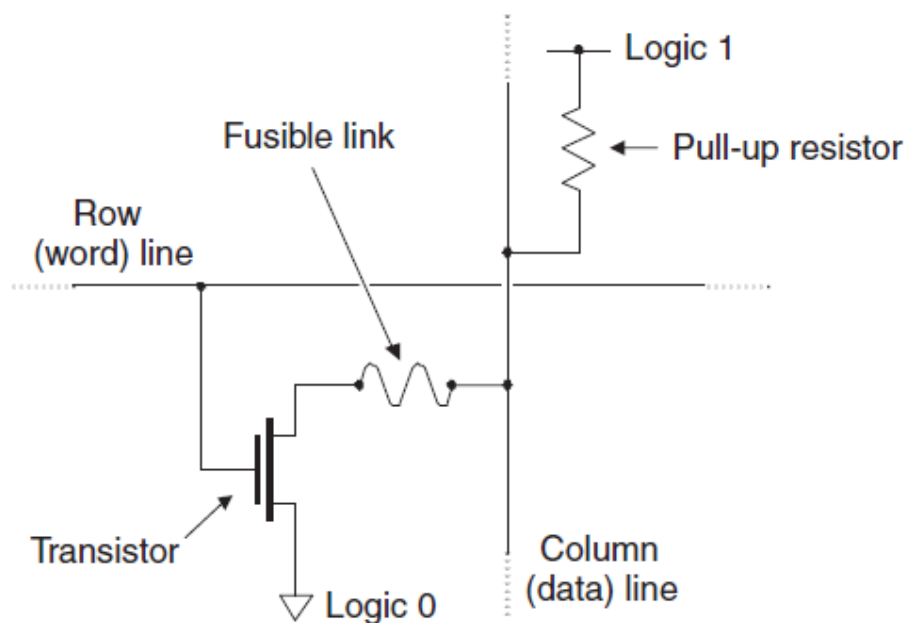 Logic 1
Fusible link
Pull-up resistor
Row
(word) line
Transistor
Column
(data) line
Logic 0